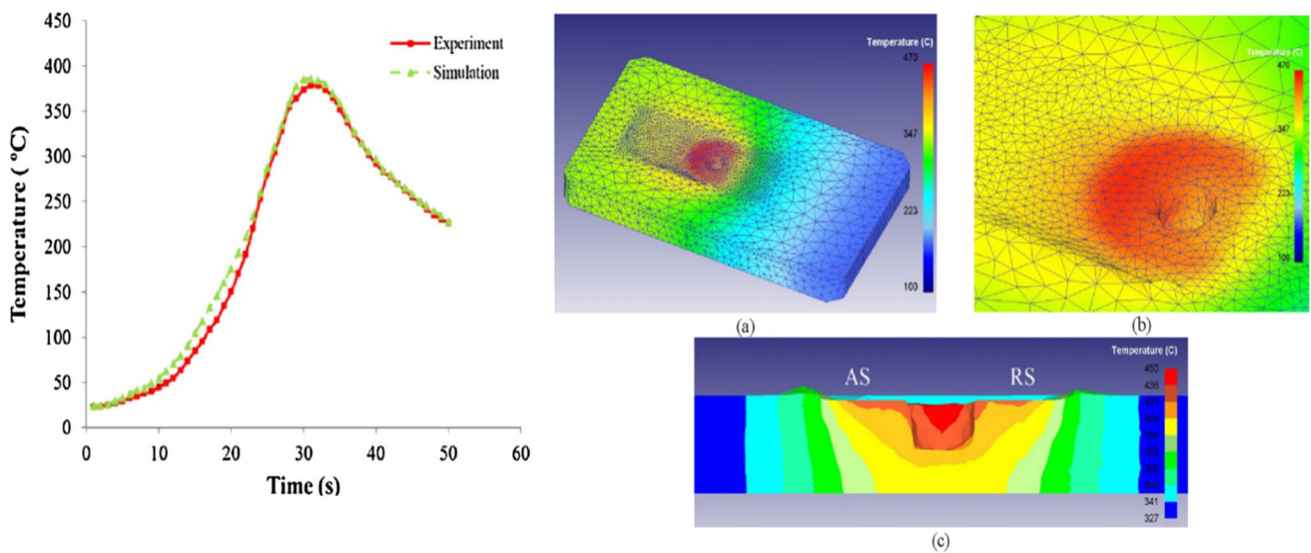 450
400
350
300
250
200
150
100
50
0
Temperature ( ºC)
0 10 20 30 40 50 60
Time (s)
Experiment
Simulation
Temperature (C)
470
347
223
100
(a)
Temperature (C)
470
347
223
100
(b)
AS RS
Temperature (C)
450
436
341
327
(c)